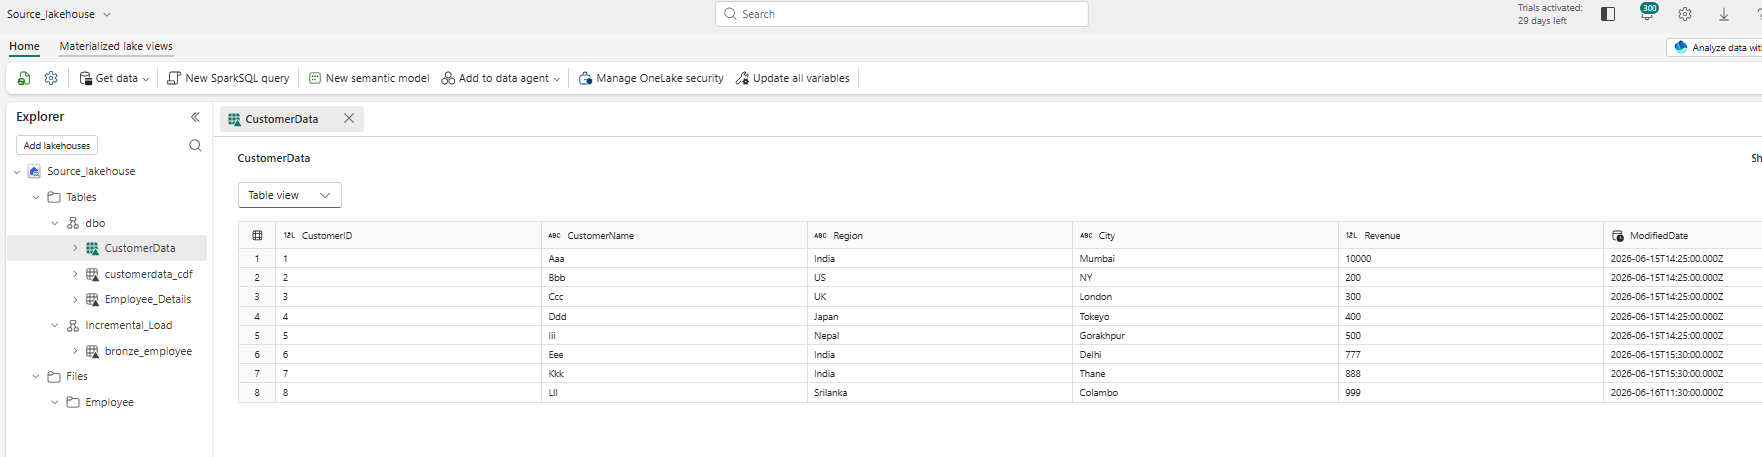 Source_lakehouse
Search
Trials activated:
29 days left
300
Home
Materialized lake views
Analyze data wit
Get data
New SparkSQL query
New semantic model
Add to data agent
Manage OneLake security
Update all variables
Explorer
Add lakehouses
Source_lakehouse
Tables
dbo
CustomerData
customerdata_cdf
Employee_Details
Incremental_Load
bronze_employee
Files
Employee
CustomerData
CustomerData
Sh
Table view
12L CustomerID ABC CustomerName ABC Region ABC City 12L Revenue ModifiedDate
1 1 Aaa India Mumbai 10000 2026-06-15T14:25:00.000Z
2 2 Bbb US NY 200 2026-06-15T14:25:00.000Z
3 3 Ccc UK London 300 2026-06-15T14:25:00.000Z
4 4 Ddd Japan Tokeyo 400 2026-06-15T14:25:00.000Z
5 5 Iii Nepal Gorakhpur 500 2026-06-15T14:25:00.000Z
6 6 Eee India Delhi 777 2026-06-15T15:30:00.000Z
7 7 Kkk India Thane 888 2026-06-15T15:30:00.000Z
8 8 Lll Srilanka Colambo 999 2026-06-16T11:30:00.000Z